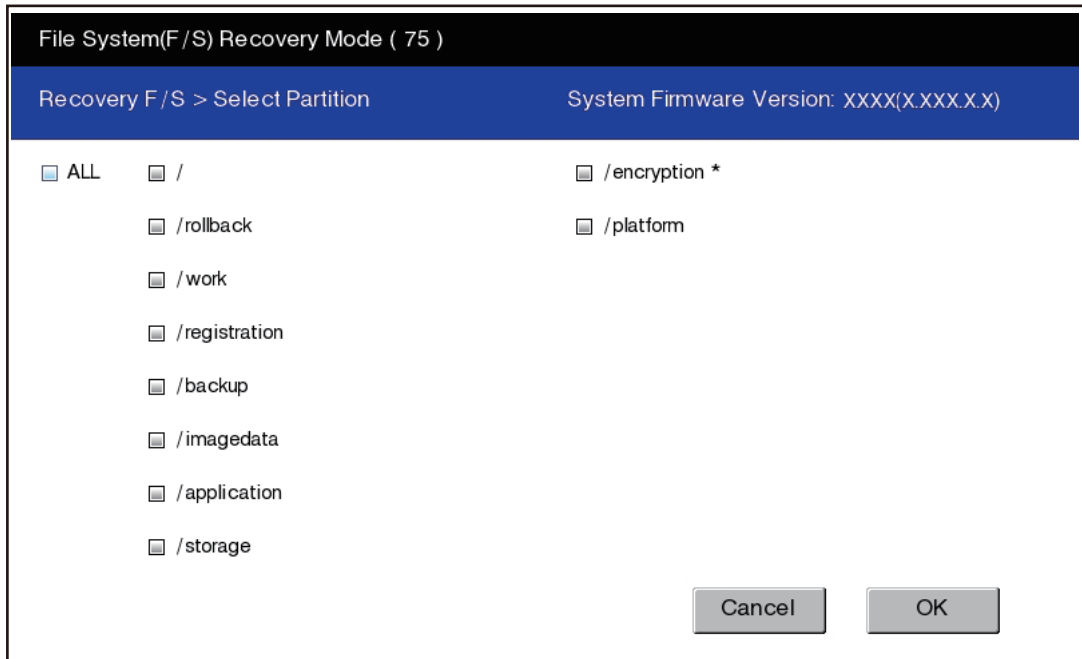 File System(F/S) Recovery Mode ( 75 )
Recovery F/S > Select Partition System Firmware Version: XXXX(X.XXX.X.X)
ALL / /encryption *
/rollback /platform
/work
/registration
/backup
/imagedata
/application
/storage
Cancel OK